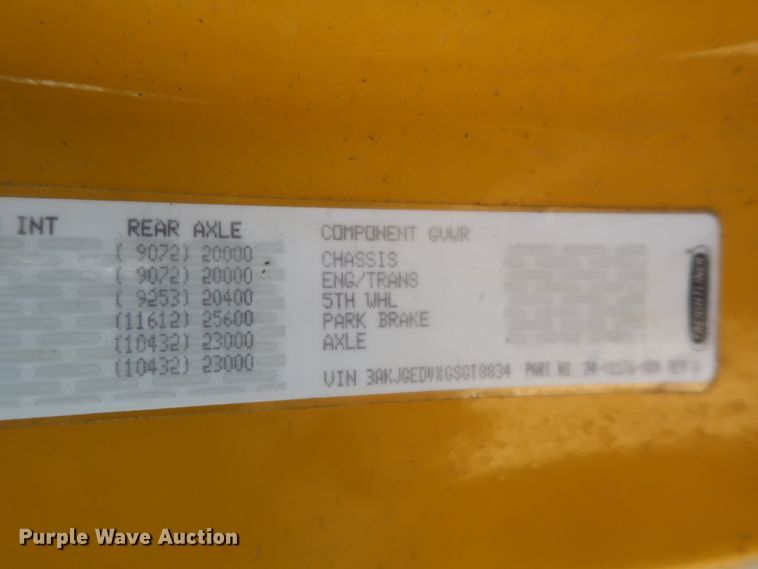 INT REAR AXLE COMPONENT GVWR
( 9072) 20000 CHASSIS
( 9072) 20000 ENG/TRANS
( 9253) 20400 5TH WHL
(11612) 25600 PARK BRAKE
(10432) 23000 AXLE
(10432) 23000
VIN 3AKJGEDVXGSGT8834 PART NO.
FREIGHTLINER
Purple Wave Auction